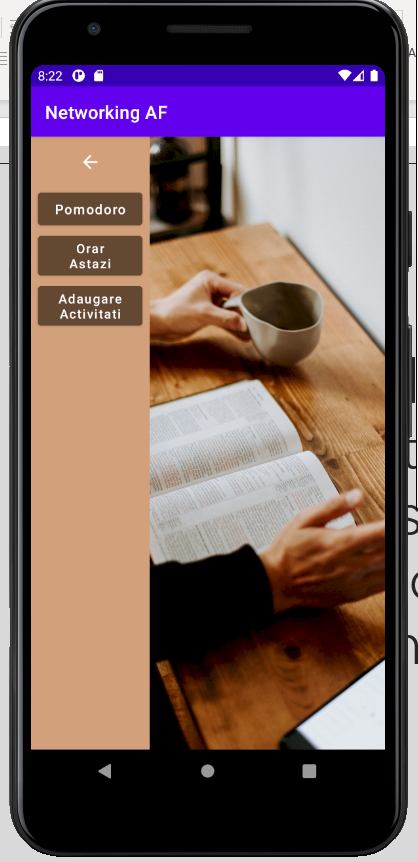 8:22
Networking AF
Pomodoro
Orar
Astazi
Adaugare
Activitati